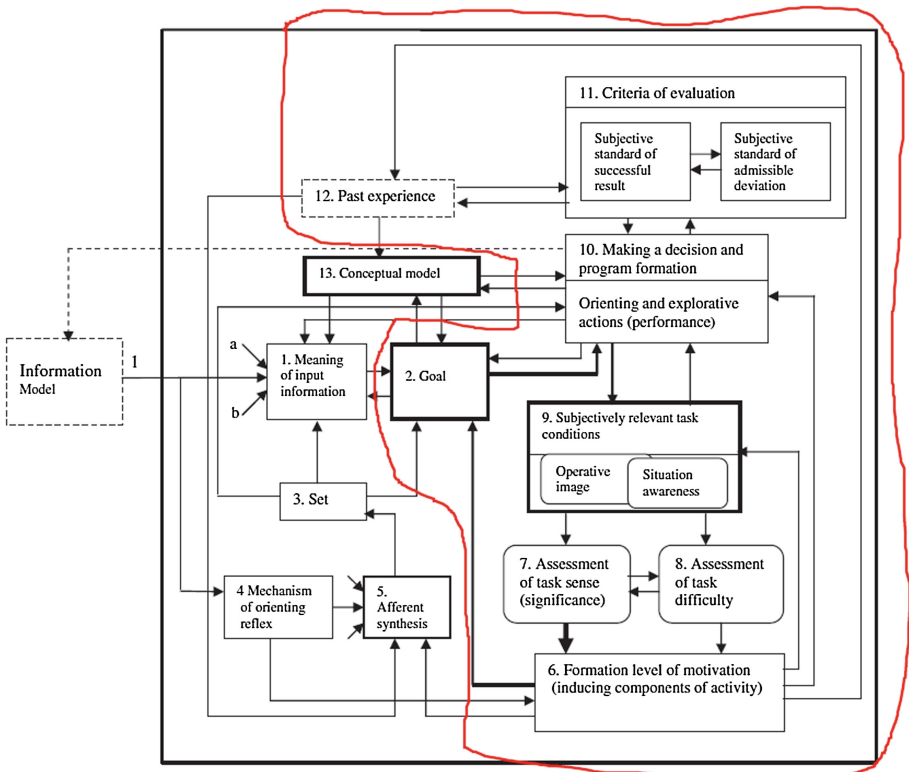 11. Criteria of evaluation
Subjective
standard of
successful
result
Subjective
standard of
admissible
deviation
12. Past experience
10. Making a decision and
program formation
13. Conceptual model
Orienting and explorative
actions (performance)
Information
Model
1
a
b
1. Meaning
of input
information
2. Goal
9. Subjectively relevant task
conditions
Operative
image
Situation
awareness
3. Set
7. Assessment
of task sense
(significance)
8. Assessment
of task
difficulty
4 Mechanism
of orienting
reflex
5.
Afferent
synthesis
6. Formation level of motivation
(inducing components of activity)